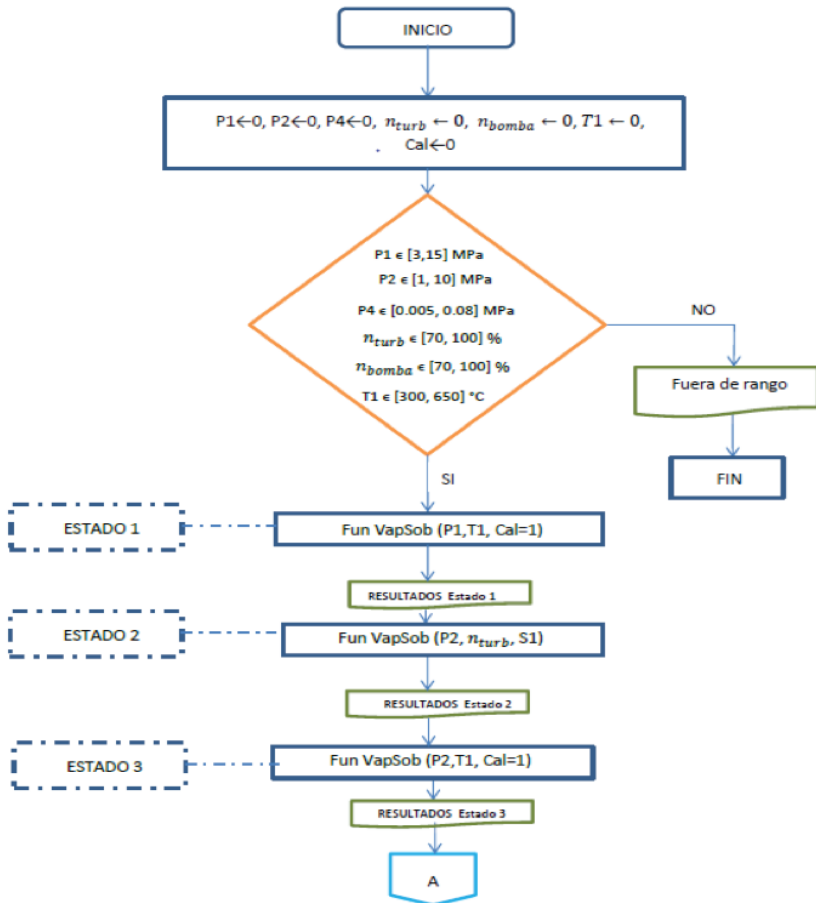 INICIO
P1←0, P2←0, P4←0, n_turb ← 0, n_bomba ← 0, T1 ← 0,
. Cal←0
P1 ϵ [3,15] MPa
P2 ϵ [1, 10] MPa
P4 ϵ [0.005, 0.08] MPa
n_turb ϵ [70, 100] %
n_bomba ϵ [70, 100] %
T1 ϵ [300, 650] °C
NO
Fuera de rango
FIN
SI
ESTADO 1
Fun VapSob (P1,T1, Cal=1)
RESULTADOS Estado 1
ESTADO 2
Fun VapSob (P2, n_turb, S1)
RESULTADOS Estado 2
ESTADO 3
Fun VapSob (P2,T1, Cal=1)
RESULTADOS Estado 3
A